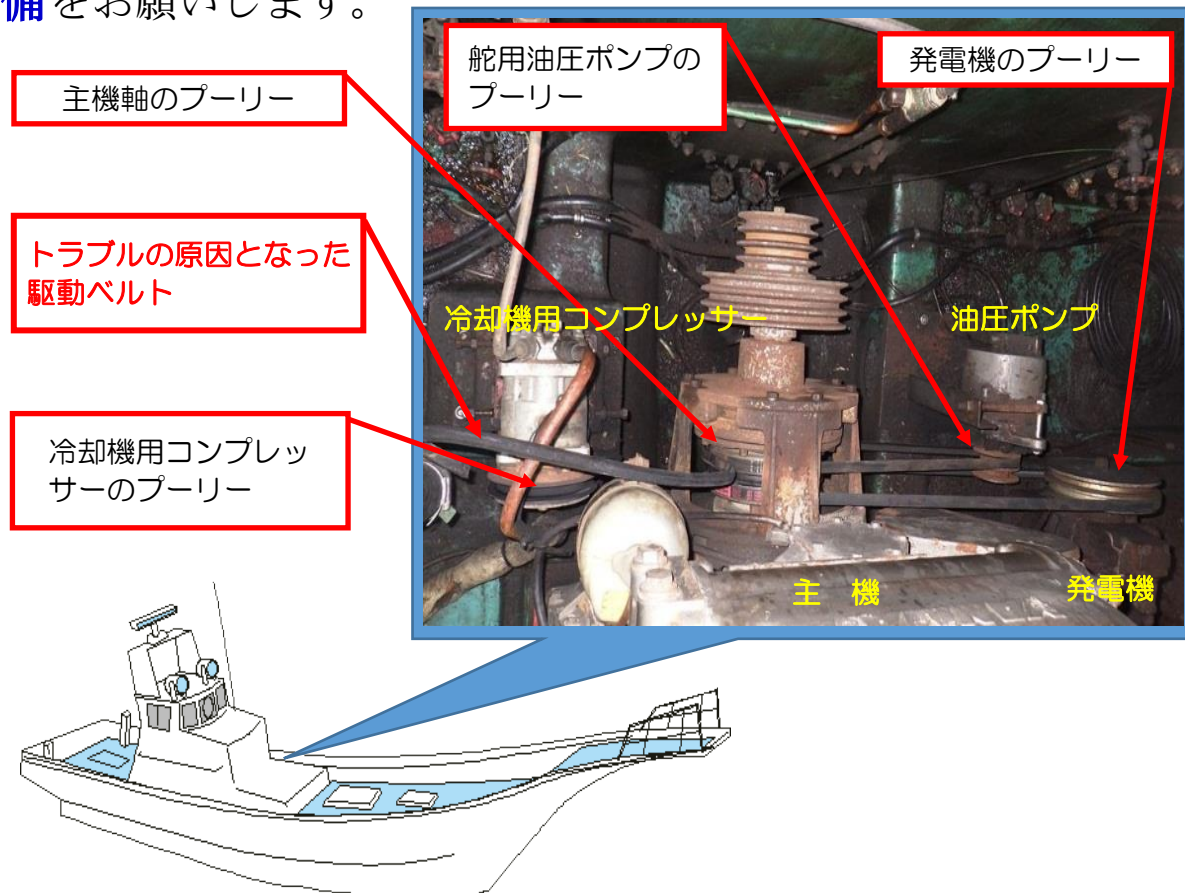 備をお願いします。
舵用油圧ポンプの
プーリー
発電機のプーリー
主機軸のプーリー
トラブルの原因となった
駆動ベルト
冷却機用コンプレッサー
油圧ポンプ
冷却機用コンプレッ
サーのプーリー
主　機
発電機